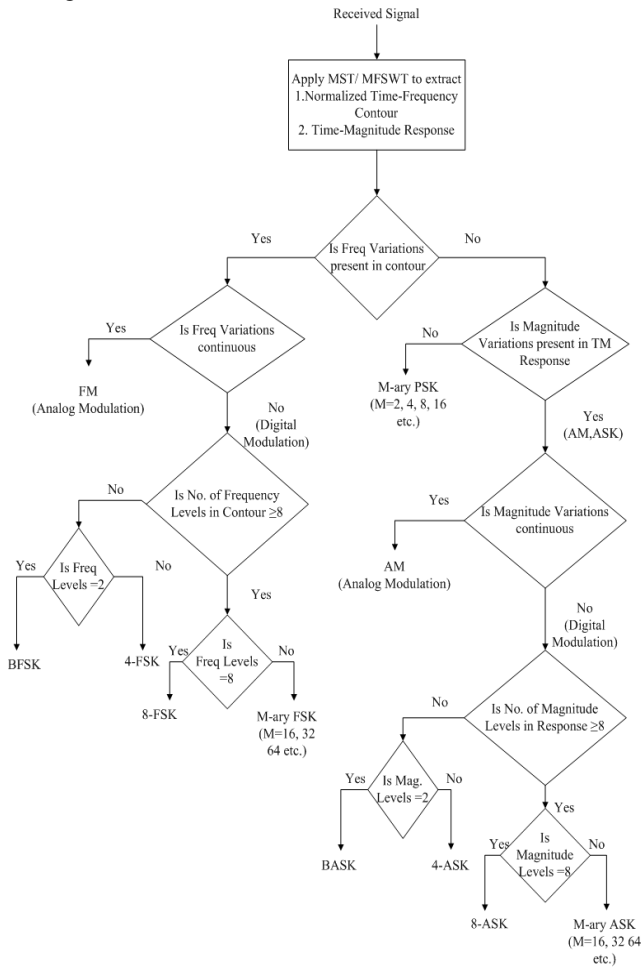 Received Signal
Apply MST/ MFSWT to extract
1.Normalized Time-Frequency
Contour
2. Time-Magnitude Response
Yes
No
Is Freq Variations
present in contour
Yes
Is Freq Variations
continuous
No
Is Magnitude
Variations present in TM
Response
FM
(Analog Modulation)
M-ary PSK
(M=2, 4, 8, 16
etc.)
No
(Digital
Modulation)
Yes
(AM,ASK)
No
Is No. of Frequency
Levels in Contour ≥8
Yes
Is Magnitude Variations
continuous
Yes
Is Freq
Levels =2
No
Yes
AM
(Analog Modulation)
No
(Digital
Modulation)
BFSK
4-FSK
Yes
Is
Freq Levels
=8
No
8-FSK
M-ary FSK
(M=16, 32
64 etc.)
No
Is No. of Magnitude
Levels in Response ≥8
Yes
Is Mag.
Levels =2
No
Yes
BASK
4-ASK
Yes
Is
Magnitude
Levels =8
No
8-ASK
M-ary ASK
(M=16, 32 64
etc.)